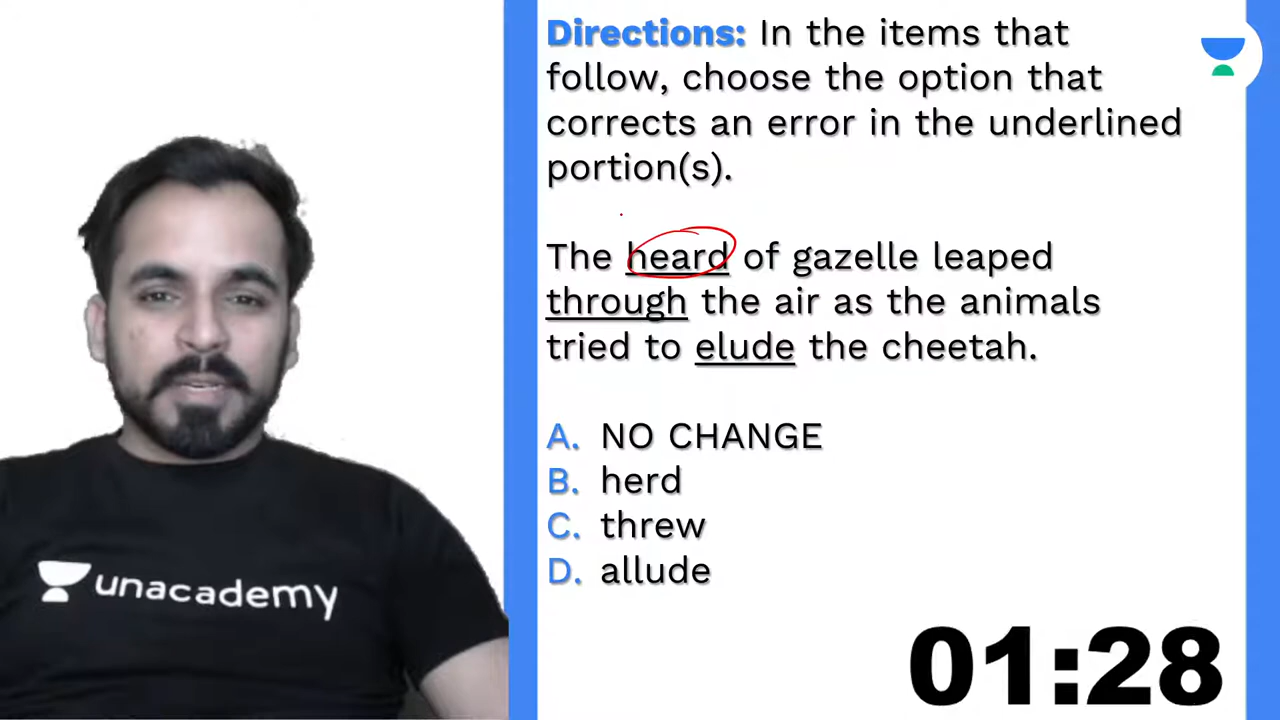 Directions: In the items that
follow, choose the option that
corrects an error in the underlined
portion(s).
The heard of gazelle leaped
through the air as the animals
tried to elude the cheetah.
A. NO CHANGE
B. herd
C. threw
D. allude
unacademy
01:28